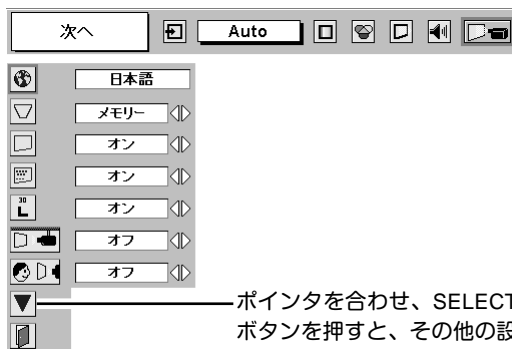 次へ Auto
日本語
メモリー
オン
オン
30 L オン
オフ
オフ
ポインタを合わせ、SELECT
ボタンを押すと、その他の設